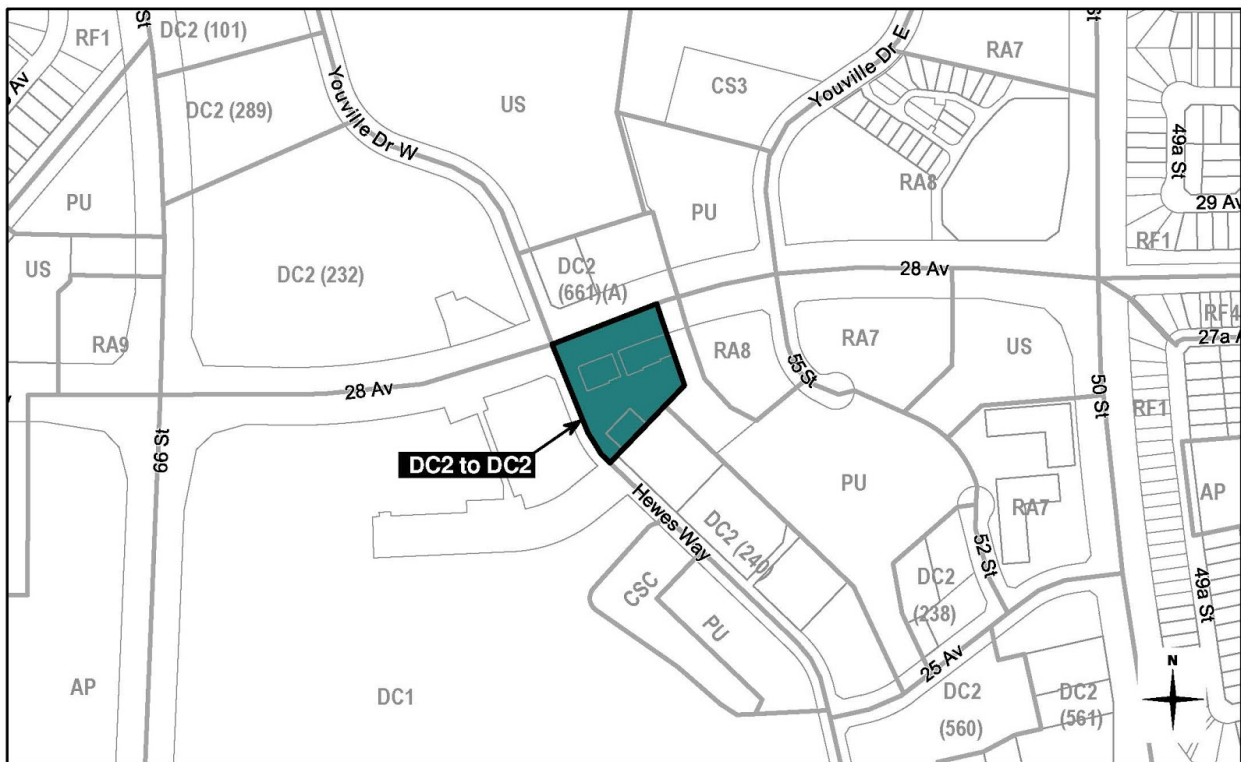 St
DC2 (101)
RF1
RA7
Youville Dr E
CS3
US
Youville Dr W
DC2 (289)
49a St
RA8
29 Av
PU
PU
RF1
US
DC2 (232)
DC2
(661)(A)
28 Av
RA9
RA8
RA7
55 St
US
RF4
27a A
28 Av
50 St
RF1
66 St
DC2 to DC2
PU
AP
RA7
Hewes Way
DC2 (240)
52 St
CSC
DC2
(238)
49a St
PU
25 Av
N
AP
DC1
DC2
(560)
DC2
(561)